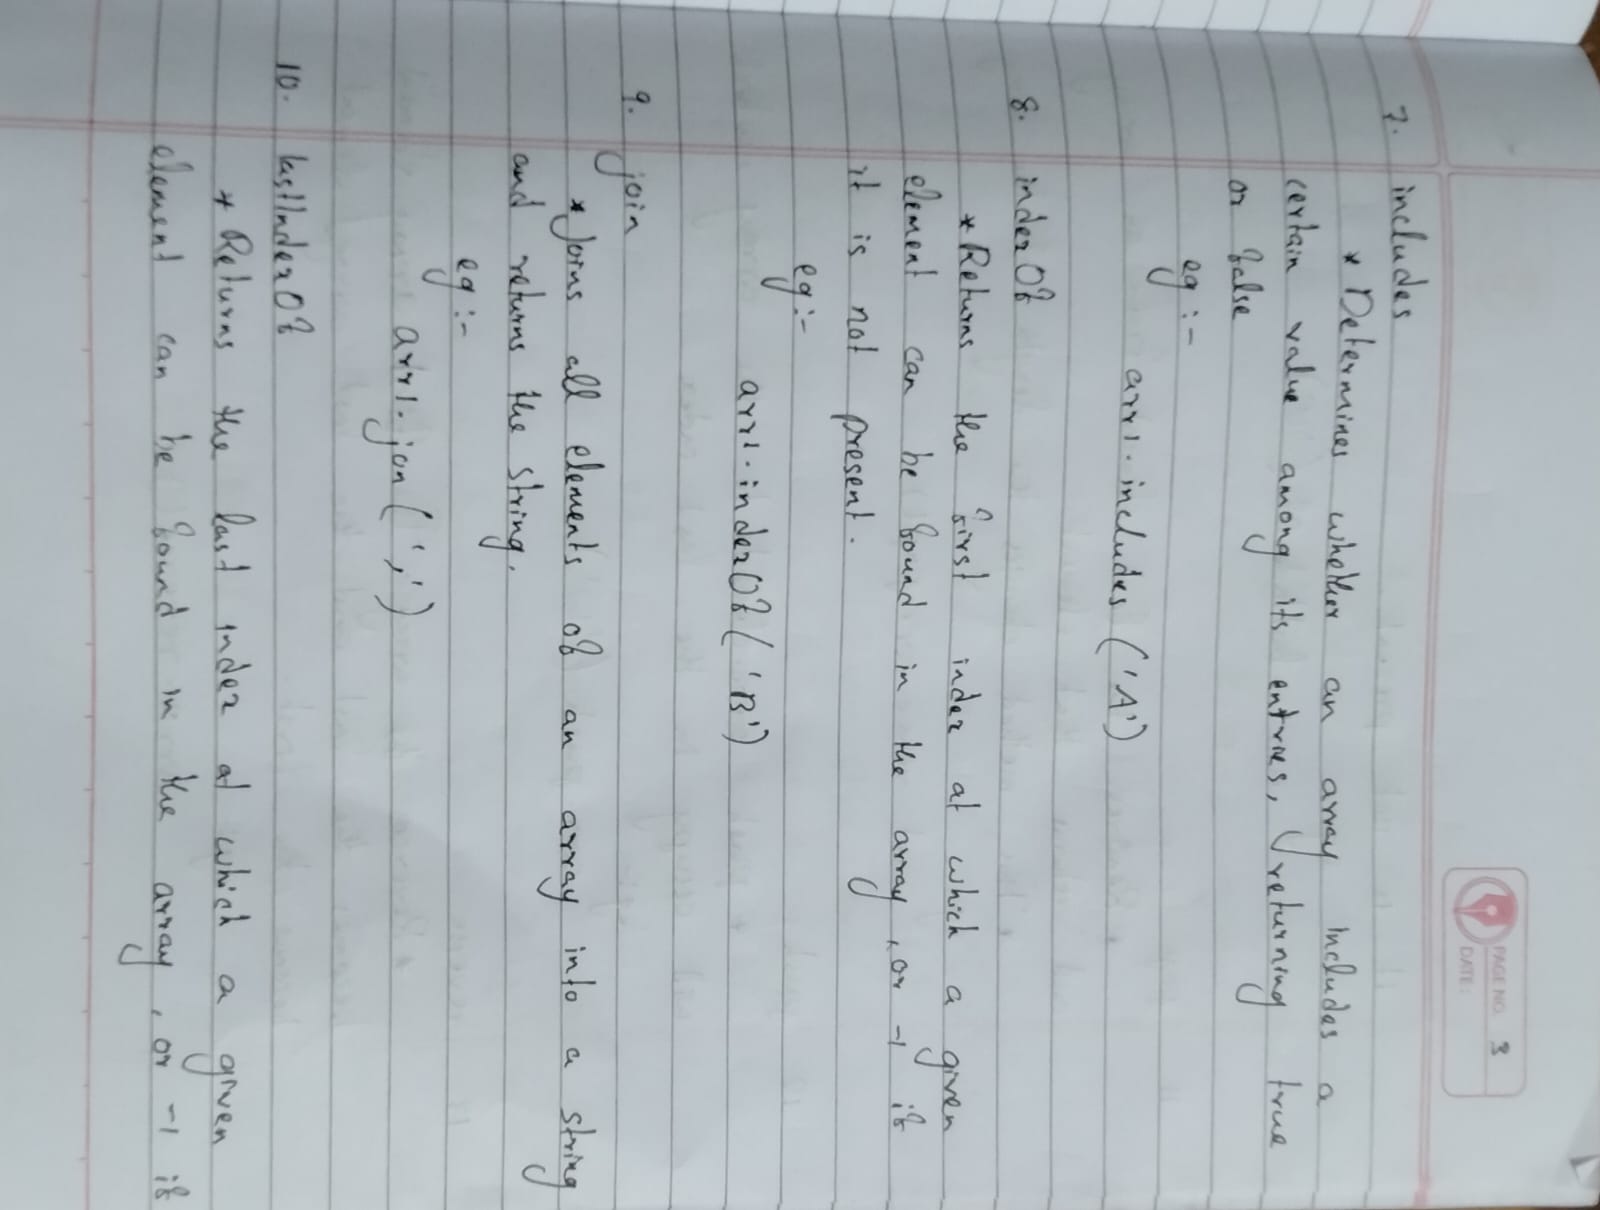 PAGE NO. 3
DATE:
7. includes
* Determines whether an array includes a
certain value among its entries, returning true
or false
eg :-
arr1.includes ('A')
8. indexOf
* Returns the first index at which a given
element can be found in the array, or -1 if
it is not present.
eg:-
arr1.indexOf ('B')
9. join
* Joins all elements of an array into a string
and returns the string.
eg :-
arr1.jon (',')
10. lastIndexOf
* Returns the last index at which a given
element can be found in the array, or -1 if